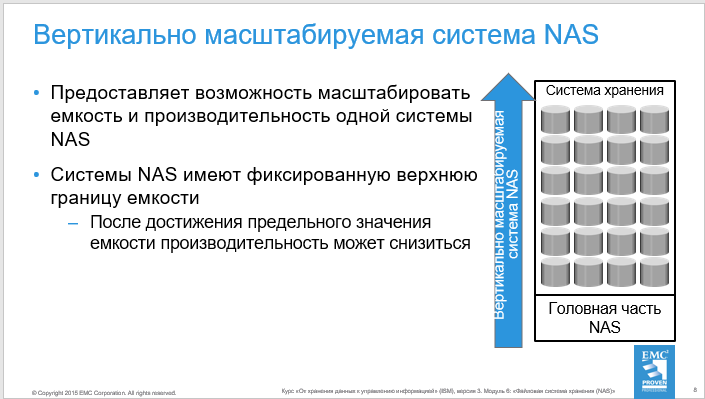 Вертикально масштабируемая система NAS
• Предоставляет возможность масштабировать
емкость и производительность одной системы
NAS
• Системы NAS имеют фиксированную верхнюю
границу емкости
– После достижения предельного значения
емкости производительность может снизиться
Вертикально масштабируемая
система NAS
Система хранения
Головная часть
NAS
EMC²
PROVEN
PROFESSIONAL
© Copyright 2015 EMC Corporation. All rights reserved.
Курс «От хранения данных к управлению информацией» (ISM), версия 3. Модуль 6: «Файловая система хранения (NAS)»
8